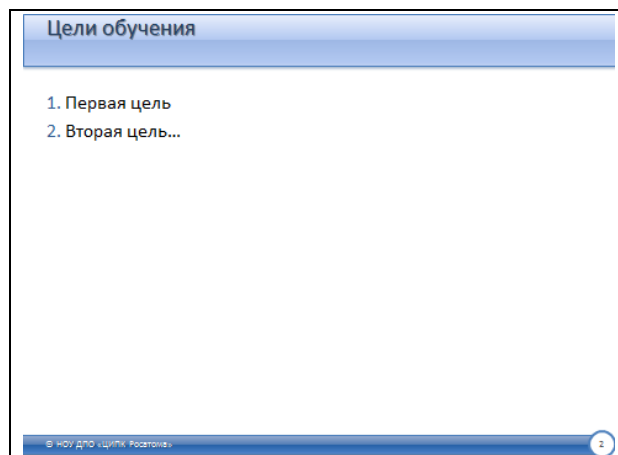 Цели обучения
1. Первая цель
2. Вторая цель...
© НОУ ДПО «ЦИПК Росатома»
2